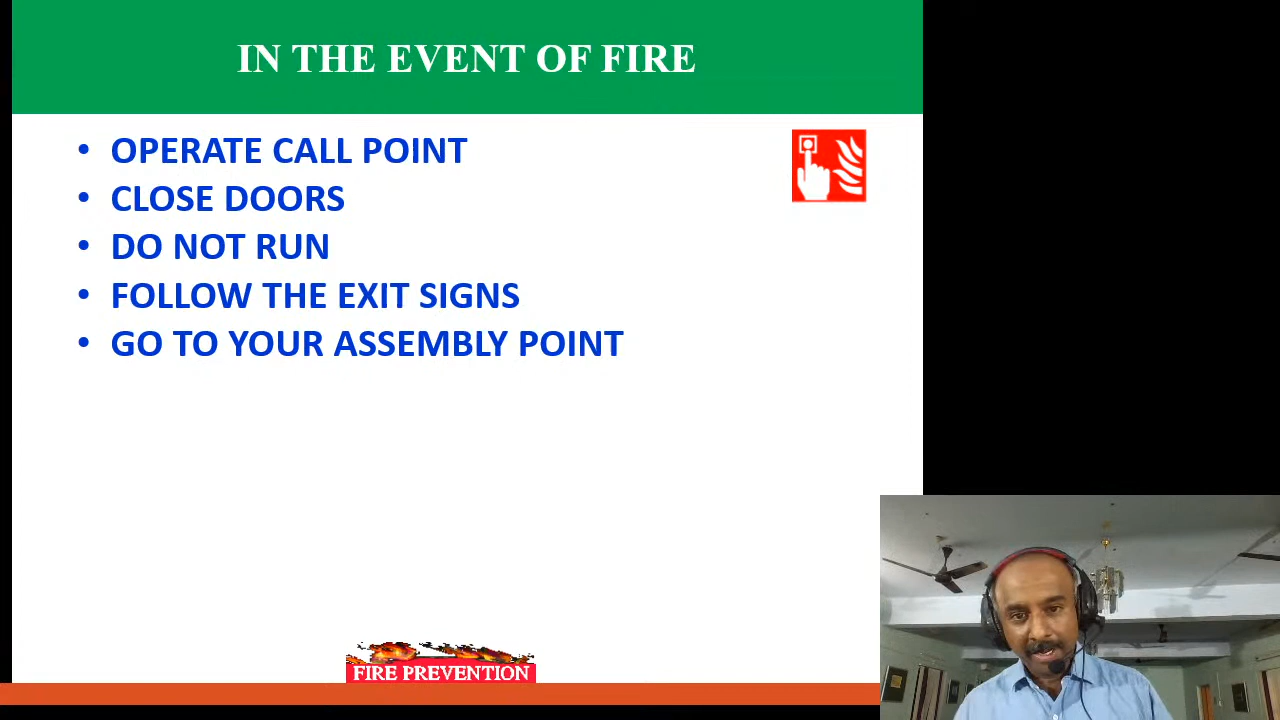 IN THE EVENT OF FIRE
• OPERATE CALL POINT
• CLOSE DOORS
• DO NOT RUN
• FOLLOW THE EXIT SIGNS
• GO TO YOUR ASSEMBLY POINT
FIRE PREVENTION